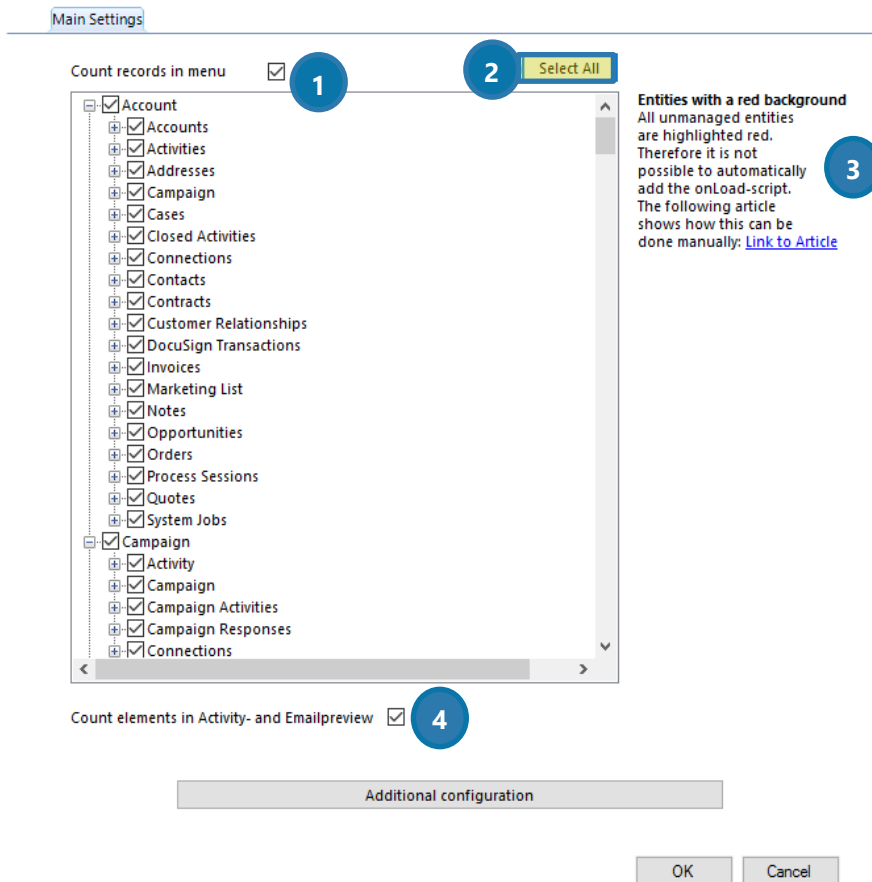 Main Settings
Count records in menu
1
2
Select All
Account
Accounts
Activities
Addresses
Campaign
Cases
Closed Activities
Connections
Contacts
Contracts
Customer Relationships
DocuSign Transactions
Invoices
Marketing List
Notes
Opportunities
Orders
Process Sessions
Quotes
System Jobs
Campaign
Activity
Campaign
Campaign Activities
Campaign Responses
Connections
Entities with a red background
All unmanaged entities
are highlighted red.
Therefore it is not
possible to automatically
add the onLoad-script.
The following article
shows how this can be
done manually: Link to Article
3
Count elements in Activity- and Emailpreview
4
Additional configuration
OK
Cancel